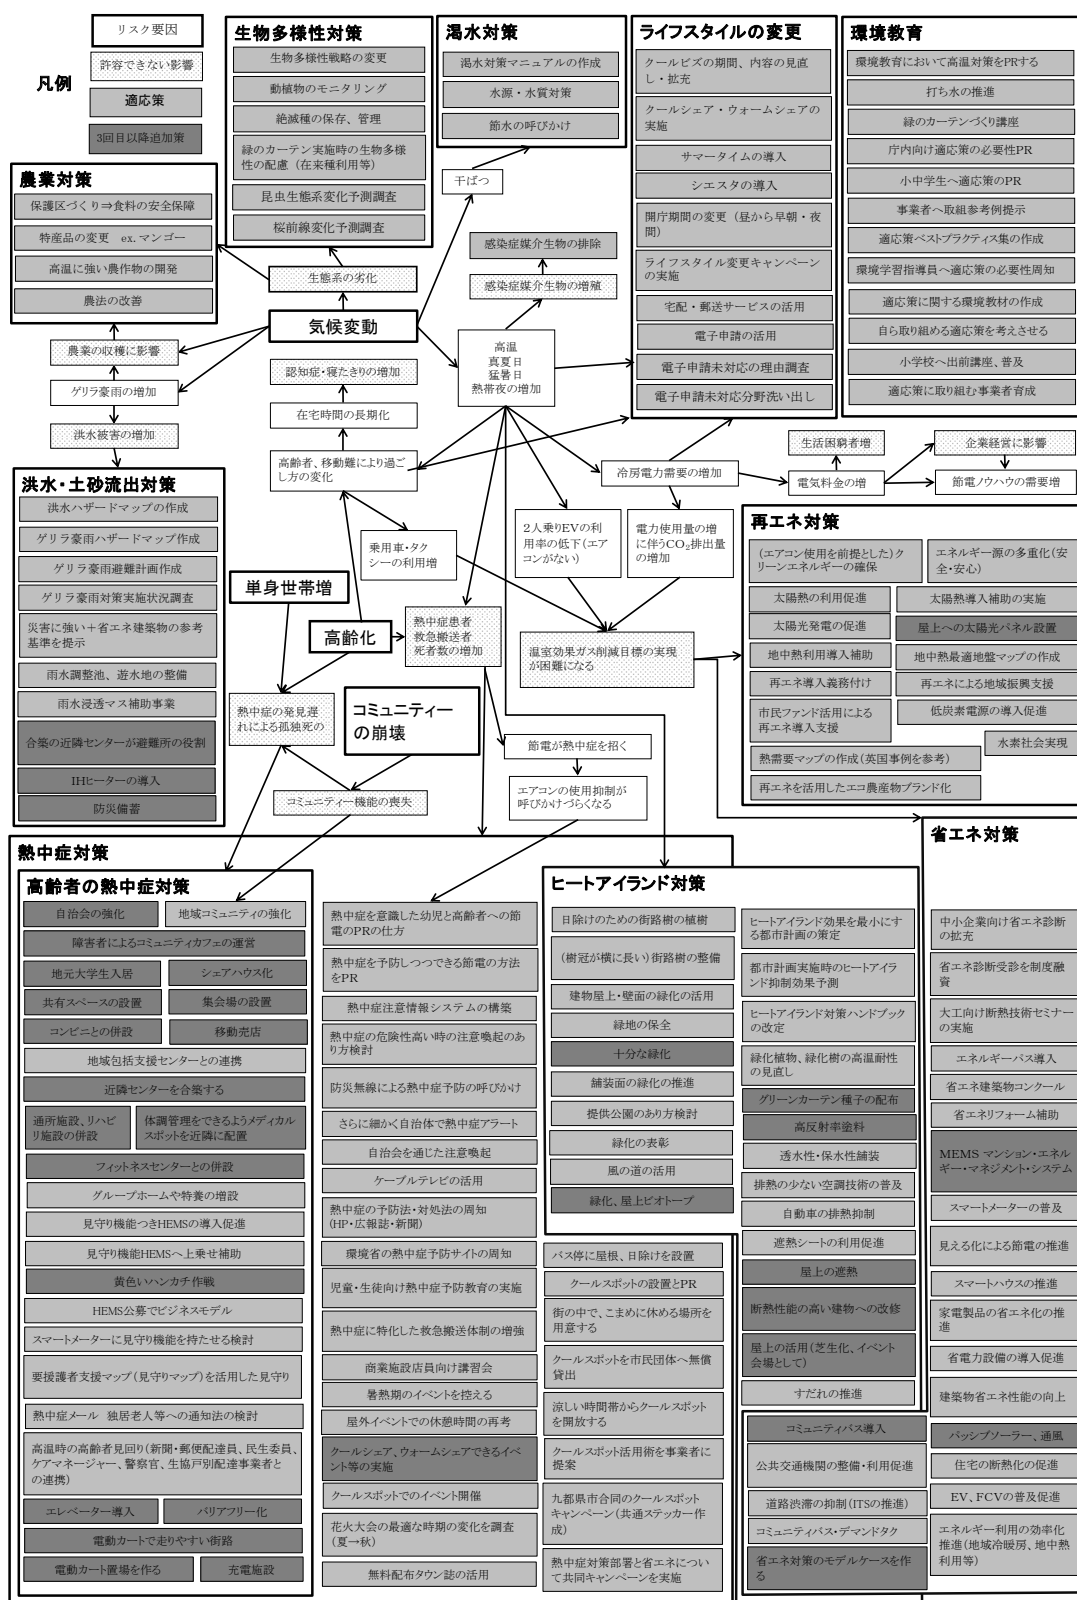 凡例
リスク要因
許容できない影響
適応策
3回目以降追加策
生物多様性対策
生物多様性戦略の変更
動植物のモニタリング
絶滅種の保存、管理
緑のカーテン実施時の生物多様
性の配慮（在来種利用等）
昆虫生態系変化予測調査
桜前線変化予測調査
渇水対策
渇水対策マニュアルの作成
水源・水質対策
節水の呼びかけ
ライフスタイルの変更
クールビズの期間、内容の見直
し・拡充
クールシェア・ウォームシェアの
実施
サマータイムの導入
シエスタの導入
開庁期間の変更（昼から早朝・夜
間）
ライフスタイル変更キャンペーン
の実施
宅配・郵送サービスの活用
電子申請の活用
電子申請未対応の理由調査
電子申請未対応分野洗い出し
環境教育
環境教育において高温対策をPRする
打ち水の推進
緑のカーテンづくり講座
庁内向け適応策の必要性PR
小中学生へ適応策のPR
事業者へ取組参考例提示
適応策ベストプラクティス集の作成
環境学習指導員へ適応策の必要性周知
適応策に関する環境教材の作成
自ら取り組める適応策を考えさせる
小学校へ出前講座、普及
適応策に取り組む事業者育成
農業対策
保護区づくり⇒食料の安全保障
特産品の変更　ex.マンゴー
高温に強い農作物の開発
農法の改善
干ばつ
感染症媒介生物の排除
感染症媒介生物の増殖
生態系の劣化
気候変動
農業の収穫に影響
ゲリラ豪雨の増加
洪水被害の増加
認知症・寝たきりの増加
在宅時間の長期化
高齢者、移動難により過ご
し方の変化
高温
真夏日
猛暑日
熱帯夜の増加
冷房電力需要の増加
生活困窮者増
電気料金の増
企業経営に影響
節電ノウハウの需要増
洪水・土砂流出対策
洪水ハザードマップの作成
ゲリラ豪雨ハザードマップ作成
ゲリラ豪雨避難計画作成
ゲリラ豪雨対策実施状況調査
災害に強い＋省エネ建築物の参考
基準を提示
雨水調整池、遊水地の整備
雨水浸透マス補助事業
合築の近隣センターが避難所の役割
IHヒーターの導入
防災備蓄
乗用車・タク
シーの利用増
２人乗りEVの利
用率の低下（エア
コンがない）
電力使用量の増
に伴うCO₂排出量
の増加
単身世帯増
高齢化
熱中症患者
救急搬送者
死者数の増加
温室効果ガス削減目標の実現
が困難になる
熱中症の発見遅
れによる孤独死の
コミュニティー
の崩壊
コミュニティー機能の喪失
節電が熱中症を招く
エアコンの使用抑制が
呼びかけづらくなる
再エネ対策
（エアコン使用を前提とした）ク
リーンエネルギーの確保
エネルギー源の多重化（安
全・安心）
太陽熱の利用促進
太陽熱導入補助の実施
太陽光発電の促進
屋上への太陽光パネル設置
地中熱利用導入補助
地中熱最適地盤マップの作成
再エネ導入義務付け
再エネによる地域振興支援
市民ファンド活用による
再エネ導入支援
低炭素電源の導入促進
水素社会実現
熱需要マップの作成（英国事例を参考）
再エネを活用したエコ農産物ブランド化
熱中症対策
高齢者の熱中症対策
自治会の強化
地域コミュニティの強化
障害者によるコミュニティカフェの運営
地元大学生入居
シェアハウス化
共有スペースの設置
集会場の設置
コンビニとの併設
移動売店
地域包括支援センターとの連携
近隣センターを合築する
通所施設、リハビ
リ施設の併設
体調管理をできるようメディカル
スポットを近隣に配置
フィットネスセンターとの併設
グループホームや特養の増設
見守り機能つきHEMSの導入促進
見守り機能HEMSへ上乗せ補助
黄色いハンカチ作戦
HEMS公募でビジネスモデル
スマートメーターに見守り機能を持たせる検討
要援護者支援マップ（見守りマップ）を活用した見守り
熱中症メール　独居老人等への通知法の検討
高温時の高齢者見回り（新聞・郵便配達員、民生委員、
ケアマネージャー、警察官、生協戸別配達事業者と
の連携）
エレベーター導入
バリアフリー化
電動カートで走りやすい街路
電動カート置場を作る
充電施設
熱中症を意識した幼児と高齢者への節
電のPRの仕方
熱中症を予防しつつできる節電の方法
をPR
熱中症注意情報システムの構築
熱中症の危険性高い時の注意喚起のあ
り方検討
防災無線による熱中症予防の呼びかけ
さらに細かく自治体で熱中症アラート
自治会を通じた注意喚起
ケーブルテレビの活用
熱中症の予防法・対処法の周知
（HP・広報誌・新聞）
環境省の熱中症予防サイトの周知
児童・生徒向け熱中症予防教育の実施
熱中症に特化した救急搬送体制の増強
商業施設店員向け講習会
暑熱期のイベントを控える
屋外イベントでの休憩時間の再考
クールシェア、ウォームシェアできるイベ
ント等の実施
クールスポットでのイベント開催
花火大会の最適な時期の変化を調査
（夏→秋）
無料配布タウン誌の活用
ヒートアイランド対策
日除けのための街路樹の植樹
（樹冠が横に長い）街路樹の整備
建物屋上・壁面の緑化の活用
緑地の保全
十分な緑化
舗装面の緑化の推進
提供公園のあり方検討
緑化の表彰
風の道の活用
緑化、屋上ビオトープ
ヒートアイランド効果を最小にす
る都市計画の策定
都市計画実施時のヒートアイラ
ンド抑制効果予測
ヒートアイランド対策ハンドブック
の改定
緑化植物、緑化樹の高温耐性
の見直し
グリーンカーテン種子の配布
高反射率塗料
透水性・保水性舗装
排熱の少ない空調技術の普及
自動車の排熱抑制
遮熱シートの利用促進
屋上の遮熱
断熱性能の高い建物への改修
屋上の活用（芝生化、イベント
会場として）
すだれの推進
バス停に屋根、日除けを設置
クールスポットの設置とPR
街の中で、こまめに休める場所を
用意する
クールスポットを市民団体へ無償
貸出
涼しい時間帯からクールスポット
を開放する
クールスポット活用術を事業者に
提案
九都県市合同のクールスポット
キャンペーン（共通ステッカー作
成）
熱中症対策部署と省エネについ
て共同キャンペーンを実施
省エネ対策
中小企業向け省エネ診断
の拡充
省エネ診断受診を制度融
資
大工向け断熱技術セミナー
の実施
エネルギーパス導入
省エネ建築物コンクール
省エネリフォーム補助
MEMS マンション・エネル
ギー・マネジメント・システム
スマートメーターの普及
見える化による節電の推進
スマートハウスの推進
家電製品の省エネ化の推
進
省電力設備の導入促進
建築物省エネ性能の向上
パッシブソーラー、通風
住宅の断熱化の促進
EV、FCVの普及促進
エネルギー利用の効率化
推進（地域冷暖房、地中熱
利用等）
コミュニティバス導入
公共交通機関の整備・利用促進
道路渋滞の抑制（ITSの推進）
コミュニティバス・デマンドタク
省エネ対策のモデルケースを作
る